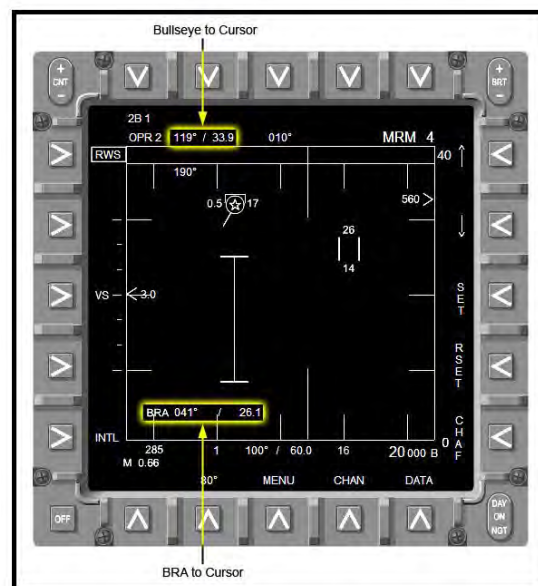 Bullseye to Cursor
+
CNT
−
+
BRT
−
2B 1
OPR 2 119° / 33.9 010° MRM 4
RWS
40
190°
0.5 17
560
26
14
VS 3.0
SET
RSET
BRA 041° / 26.1
CHAF
INTL
0
285 1 100° / 60.0 16 20 000 B
M 0.66
80° MENU CHAN DATA
OFF
DAY
ON
NGT
BRA to Cursor